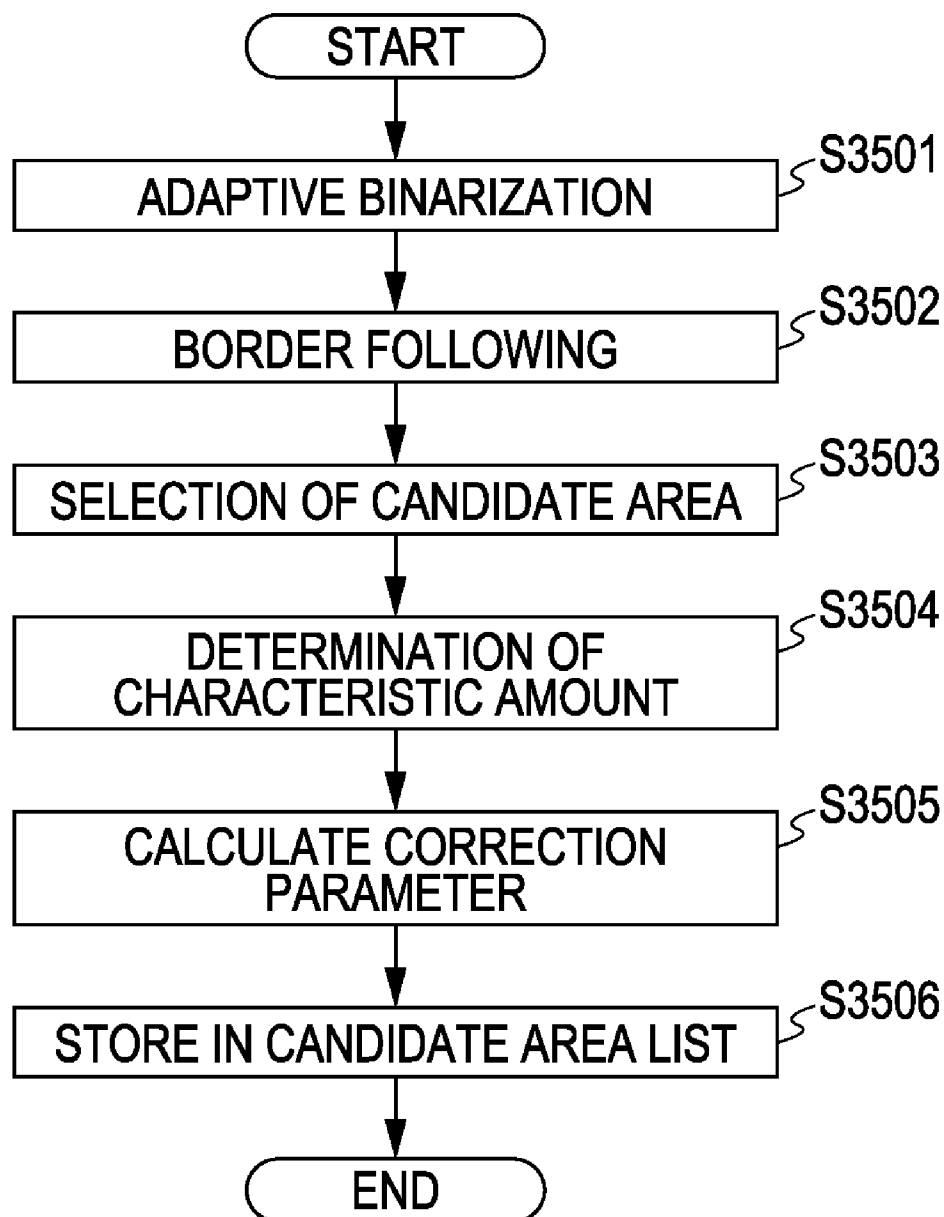 START
S3501
ADAPTIVE BINARIZATION
S3502
BORDER FOLLOWING
S3503
SELECTION OF CANDIDATE AREA
S3504
DETERMINATION OF
CHARACTERISTIC AMOUNT
S3505
CALCULATE CORRECTION
PARAMETER
S3506
STORE IN CANDIDATE AREA LIST
END